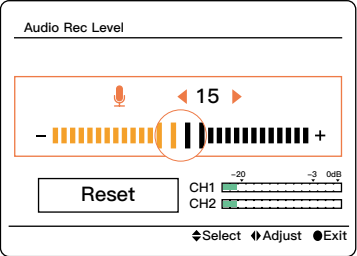 Audio Rec Level
15
- +
Reset
-20 -3 0dB
CH1
CH2
Select Adjust Exit